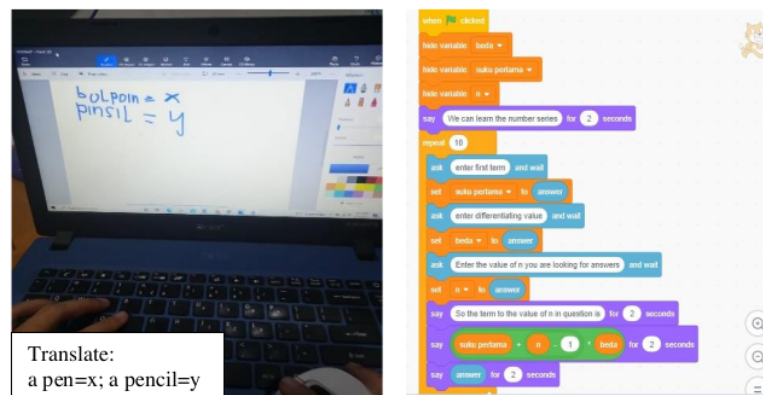 bolpoin = x
pinsil = y
Translate:
a pen=x; a pencil=y
when clicked
hide variable beda
hide variable suku pertama
hide variable n
say We can learn the number series for 2 seconds
repeat 10
ask enter first term and wait
set suku pertama to answer
ask enter differentiating value and wait
set beda to answer
ask Enter the value of n you are looking for answers and wait
set n to answer
say So the term to the value of n in question is for 2 seconds
say suku pertama + n - 1 * beda for 2 seconds
say answer for 2 seconds